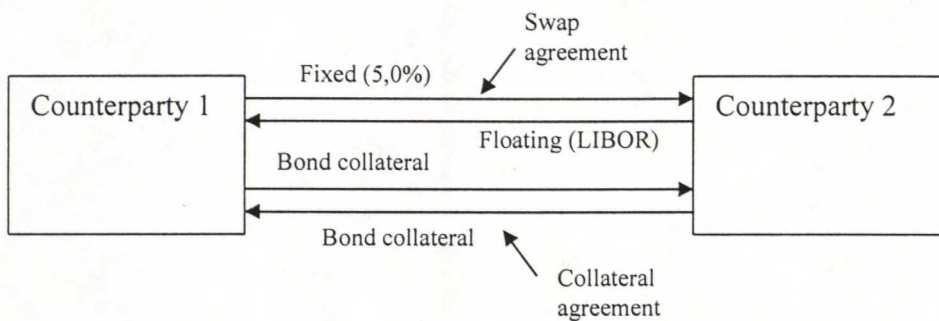 Swap
agreement
Fixed (5,0%)
Counterparty 1
Counterparty 2
Floating (LIBOR)
Bond collateral
Bond collateral
Collateral
agreement